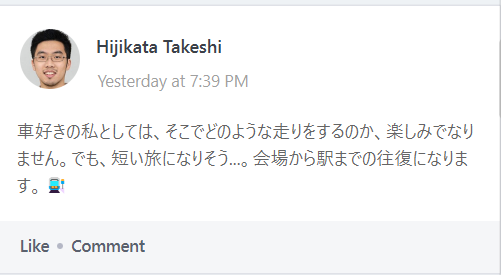 Hijikata Takeshi
Yesterday at 7:39 PM
車好きの私としては、そこでどのような走りをするのか、楽しみでなり
ません。でも、短い旅になりそう...。会場から駅までの往復になりま
す。
Like • Comment